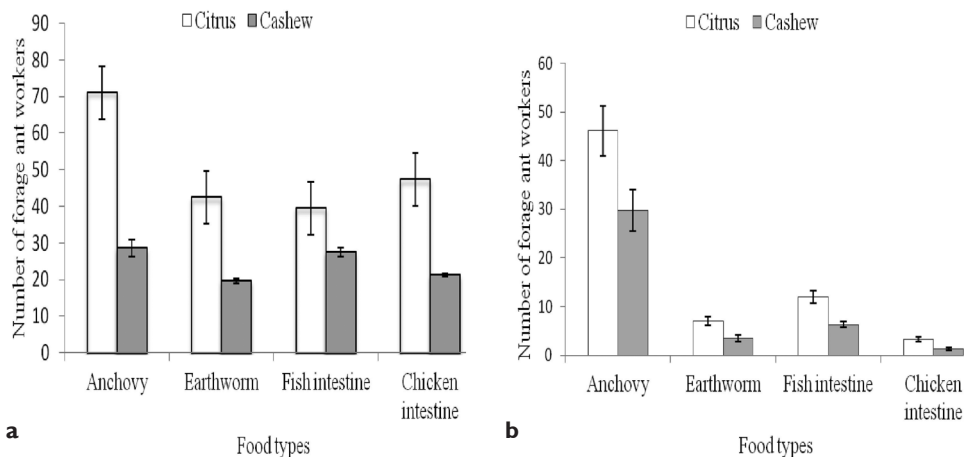 Citrus Cashew
Number of forage ant workers
90
80
70
60
50
40
30
20
10
0
Anchovy Earthworm Fish intestine Chicken intestine
Food types
a
Citrus Cashew
Number of forage ant workers
60
50
40
30
20
10
0
Anchovy Earthworm Fish intestine Chicken intestine
Food types
b